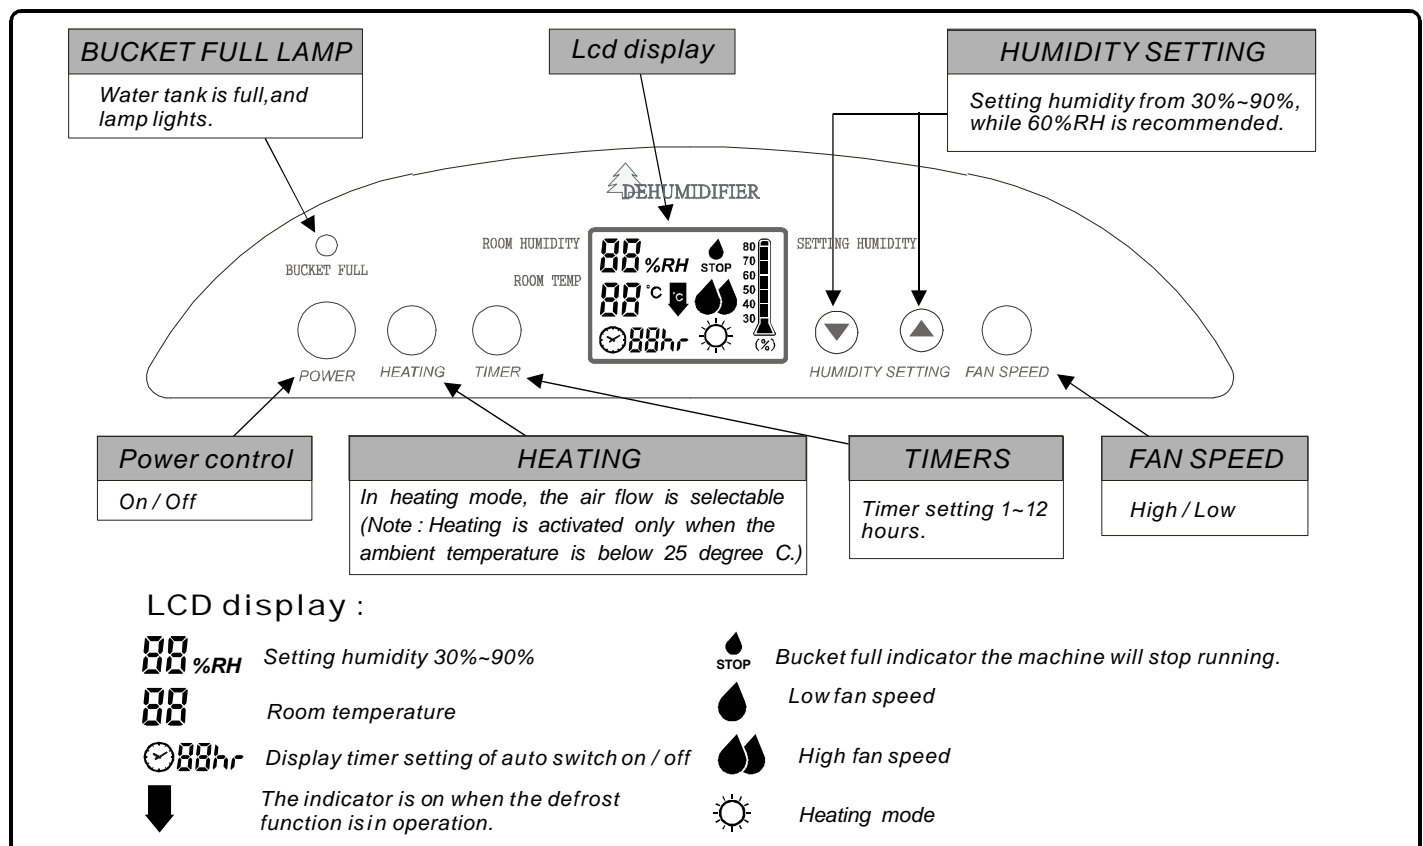 BUCKET FULL LAMP
Water tank is full, and
lamp lights.
Lcd display
HUMIDITY SETTING
Setting humidity from 30%~90%,
while 60%RH is recommended.
DEHUMIDIFIER
ROOM HUMIDITY
ROOM TEMP
88 %RH
88 °C
°C
88hr
STOP
80
70
60
50
40
30
(%)
SETTING HUMIDITY
BUCKET FULL
POWER
HEATING
TIMER
HUMIDITY SETTING
FAN SPEED
Power control
On / Off
HEATING
In heating mode, the air flow is selectable
(Note : Heating is activated only when the
ambient temperature is below 25 degree C.)
TIMERS
Timer setting 1~12
hours.
FAN SPEED
High / Low
LCD display :
88 %RH Setting humidity 30%~90%
88 Room temperature
88hr Display timer setting of auto switch on / off
The indicator is on when the defrost
function is in operation.
STOP Bucket full indicator the machine will stop running.
Low fan speed
High fan speed
Heating mode